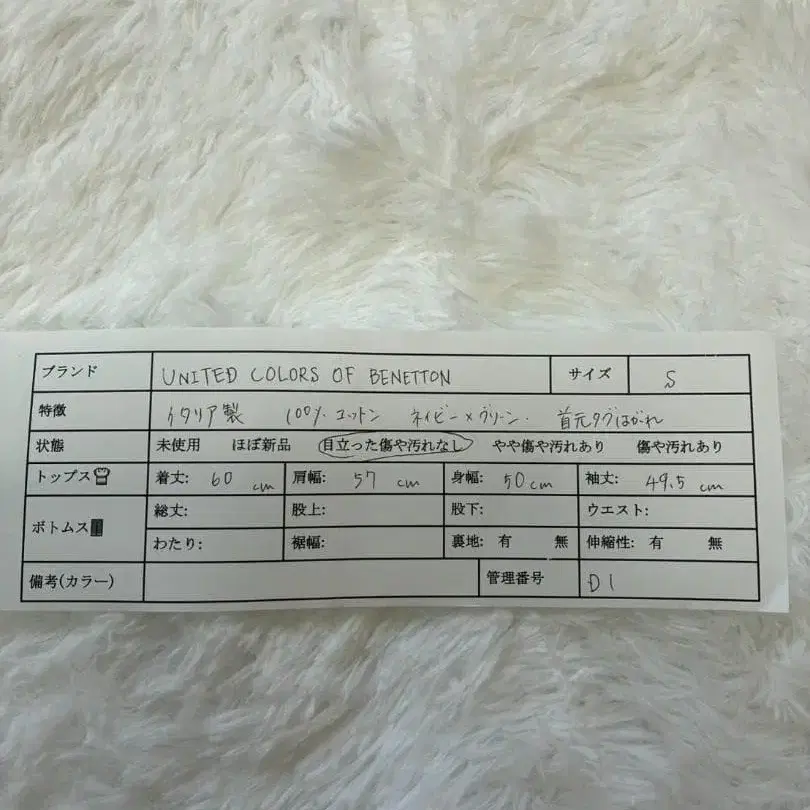 ブランド UNITED COLORS OF BENETTON サイズ S
特徴 イタリア製 100% コットン ネイビー×グリーン. 首元タグはがれ
状態 未使用 ほぼ新品 目立った傷や汚れなし やや傷や汚れあり 傷や汚れあり
トップス 着丈: 60 cm 肩幅: 57 cm 身幅: 50cm 袖丈: 49.5 cm
ボトムス 総丈: 股上: 股下: ウエスト:
わたり: 裾幅: 裏地: 有 無 伸縮性: 有 無
備考(カラー) 管理番号 D1